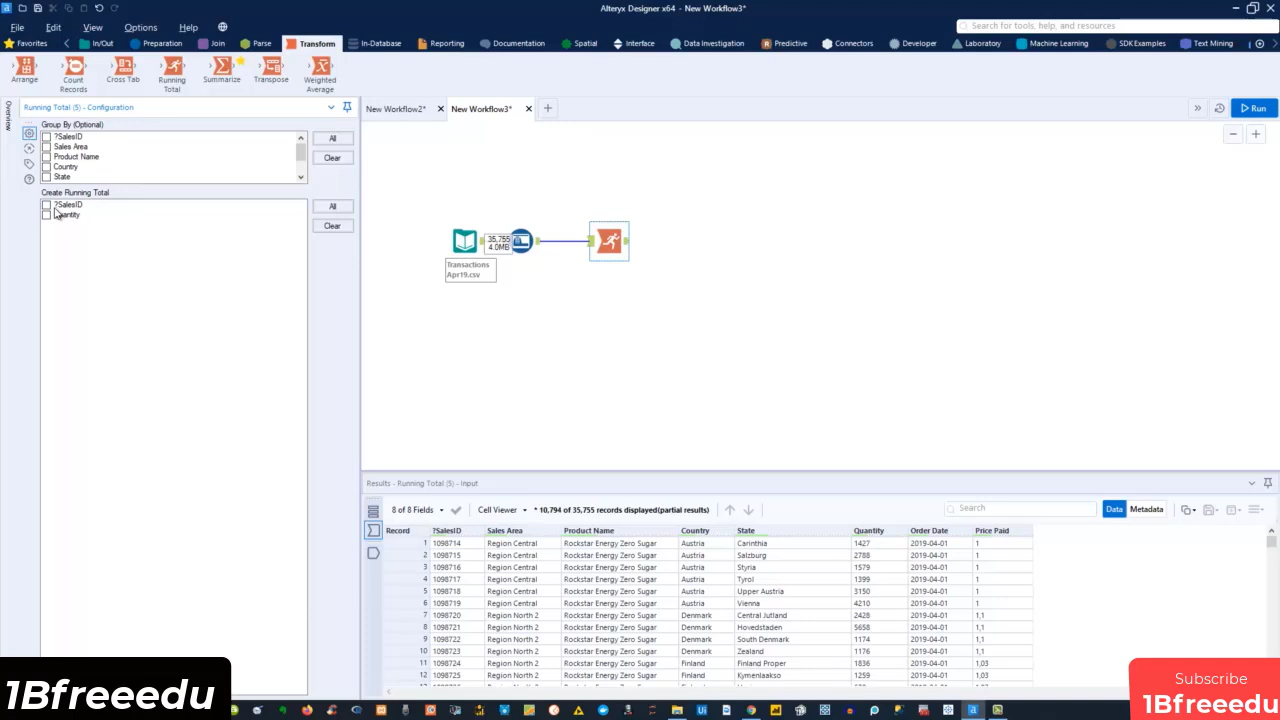 Alteryx Designer x64 - New Workflow3*
File Edit View Options Help
Search for tools, help, and resources
Favorites In/Out Preparation Join Parse Transform In-Database Reporting Documentation Spatial Interface Data Investigation Predictive Connectors Developer Laboratory Machine Learning SDK Examples Text Mining
Arrange Count Records Cross Tab Running Total Summarize Transpose Weighted Average
Overview
Running Total (5) - Configuration
Group By (Optional)
?SalesID
Sales Area
Product Name
Country
State
All
Clear
Create Running Total
?SalesID
All
Clear
New Workflow2* New Workflow3*
Run
35,755
4.0MB
Transactions
Apr19.csv
Results - Running Total (5) - Input
8 of 8 Fields Cell Viewer * 10,794 of 35,755 records displayed(partial results) Search Data Metadata
Record ?SalesID Sales Area Product Name Country State Quantity Order Date Price Paid
1 1098714 Region Central Rockstar Energy Zero Sugar Austria Carinthia 1427 2019-04-01 1
2 1098715 Region Central Rockstar Energy Zero Sugar Austria Salzburg 2788 2019-04-01 1
3 1098716 Region Central Rockstar Energy Zero Sugar Austria Styria 1579 2019-04-01 1
4 1098717 Region Central Rockstar Energy Zero Sugar Austria Tyrol 1399 2019-04-01 1
5 1098718 Region Central Rockstar Energy Zero Sugar Austria Upper Austria 3150 2019-04-01 1
6 1098719 Region Central Rockstar Energy Zero Sugar Austria Vienna 4210 2019-04-01 1
7 1098720 Region North 2 Rockstar Energy Zero Sugar Denmark Central Jutland 2428 2019-04-01 1,1
8 1098721 Region North 2 Rockstar Energy Zero Sugar Denmark Hovedstaden 5658 2019-04-01 1,1
9 1098722 Region North 2 Rockstar Energy Zero Sugar Denmark South Denmark 1174 2019-04-01 1,1
10 1098723 Region North 2 Rockstar Energy Zero Sugar Denmark Zealand 1176 2019-04-01 1,1
11 1098724 Region North 2 Rockstar Energy Zero Sugar Finland Finland Proper 1836 2019-04-01 1,03
12 1098725 Region North 2 Rockstar Energy Zero Sugar Finland Kymenlaakso 1259 2019-04-01 1,03
1Bfreeedu
Subscribe
1Bfreeedu